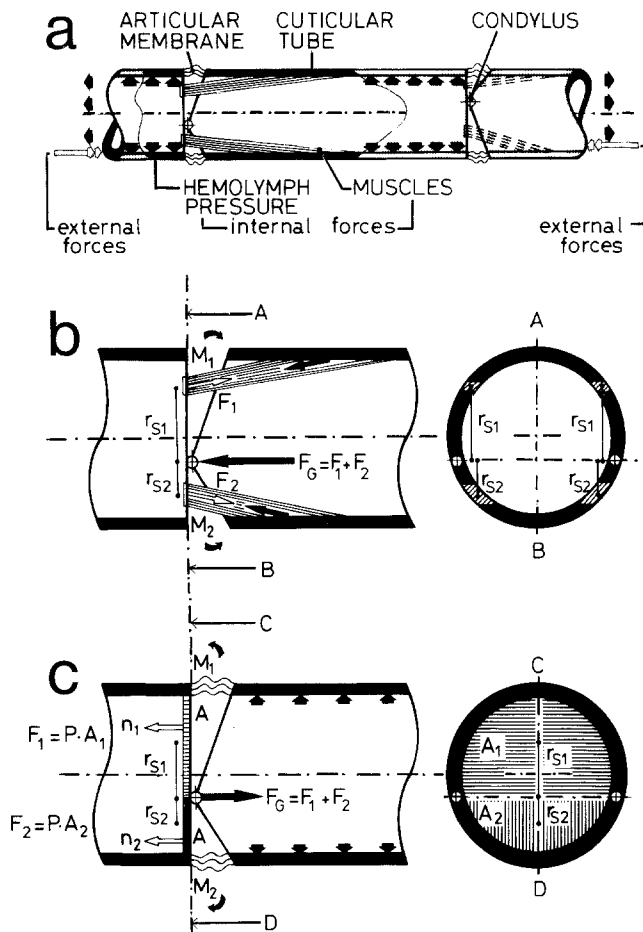 a
ARTICULAR MEMBRANE
CUTICULAR TUBE
CONDYLUS
HEMOLYMPH PRESSURE
MUSCLES
external forces
internal forces
external forces
b
A
M1
F1
rS1
rS2
FG=F1+F2
F2
M2
B
A
rS1
rS1
rS2
rS2
B
c
C
M1
A
n1
F1=P·A1
rS1
FG=F1+F2
rS2
F2=P·A2
n2
A
M2
D
C
A1
rS1
A2
rS2
D